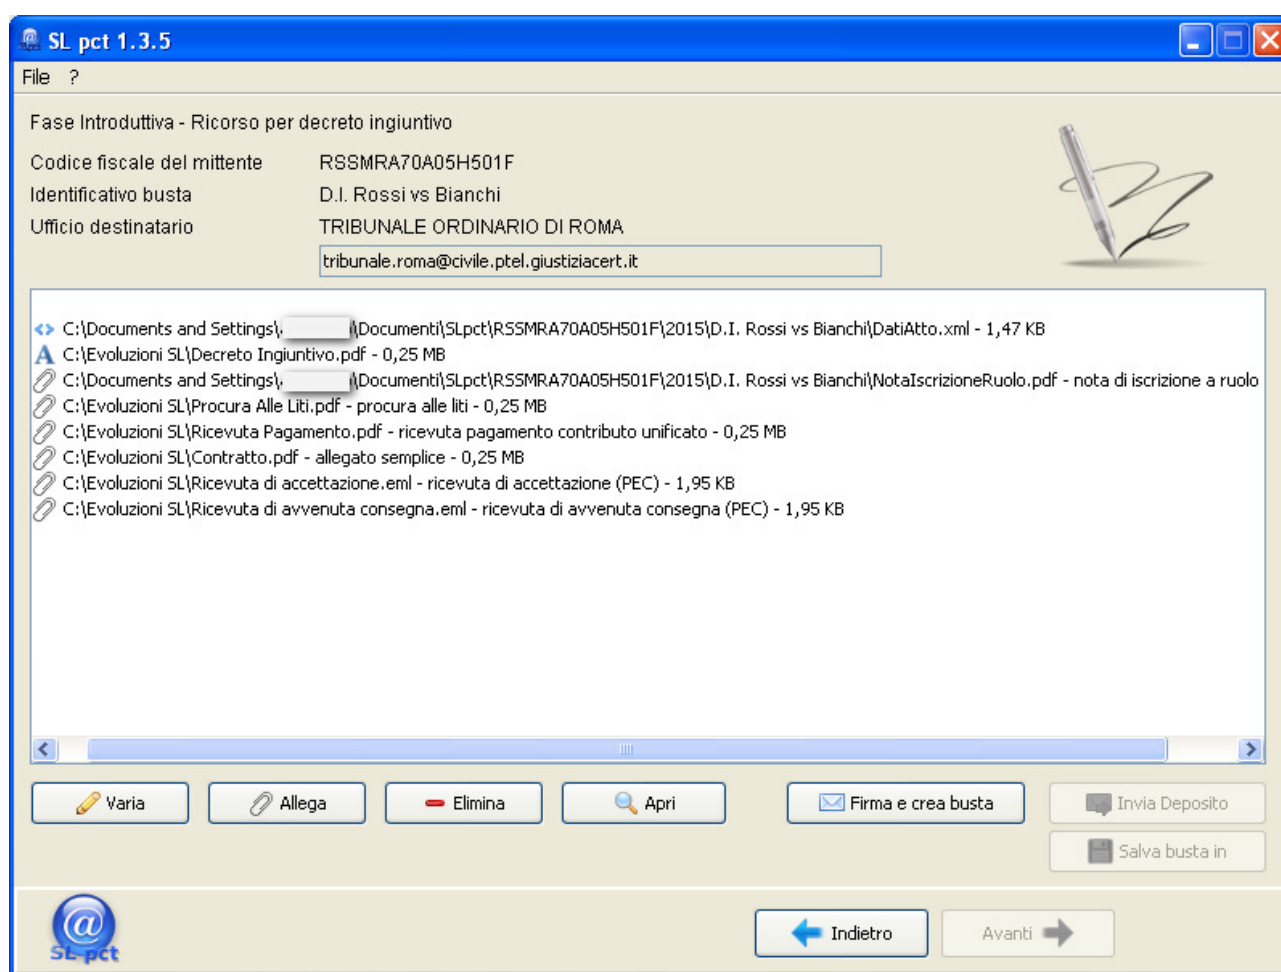 SL pct 1.3.5
File ?
Fase Introduttiva - Ricorso per decreto ingiuntivo
Codice fiscale del mittente RSSMRA70A05H501F
Identificativo busta D.I. Rossi vs Bianchi
Ufficio destinatario TRIBUNALE ORDINARIO DI ROMA
tribunale.roma@civile.ptel.giustiziacert.it
C:\Documents and Settings\ \Documenti\SLpct\RSSMRA70A05H501F\2015\D.I. Rossi vs Bianchi\DatiAtto.xml - 1,47 KB
C:\Evoluzioni SL\Decreto Ingiuntivo.pdf - 0,25 MB
C:\Documents and Settings\ \Documenti\SLpct\RSSMRA70A05H501F\2015\D.I. Rossi vs Bianchi\NotaIscrizioneRuolo.pdf - nota di iscrizione a ruolo
C:\Evoluzioni SL\Procura Alle Liti.pdf - procura alle liti - 0,25 MB
C:\Evoluzioni SL\Ricevuta Pagamento.pdf - ricevuta pagamento contributo unificato - 0,25 MB
C:\Evoluzioni SL\Contratto.pdf - allegato semplice - 0,25 MB
C:\Evoluzioni SL\Ricevuta di accettazione.eml - ricevuta di accettazione (PEC) - 1,95 KB
C:\Evoluzioni SL\Ricevuta di avvenuta consegna.eml - ricevuta di avvenuta consegna (PEC) - 1,95 KB
Varia Allega Elimina Apri Firma e crea busta Invia Deposito
Salva busta in
SL pct Indietro Avanti